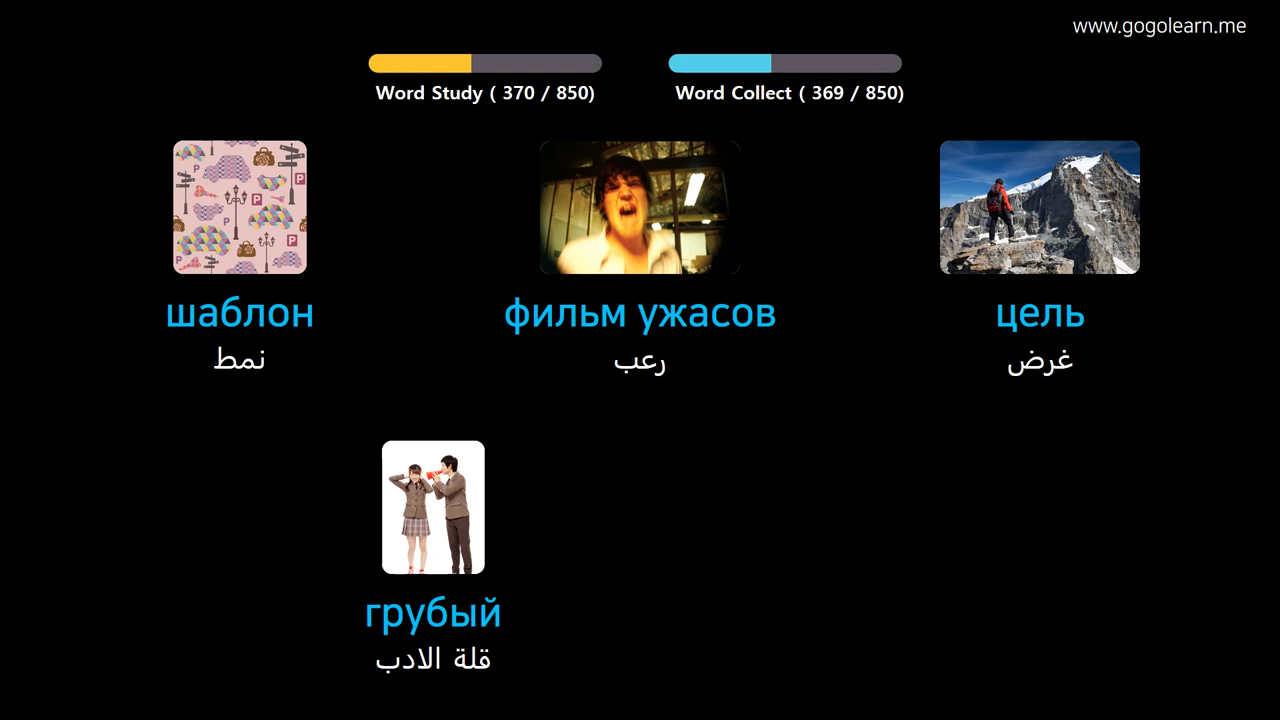 www.gogolearn.me
Word Study ( 370 / 850)
Word Collect ( 369 / 850)
шаблон
نمط
фильм ужасов
رعب
цель
غرض
грубый
قلة الادب